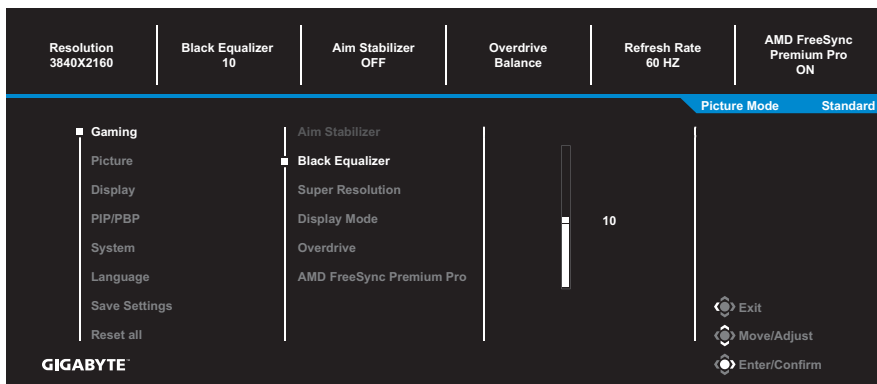 Resolution
3840X2160
Black Equalizer
10
Aim Stabilizer
OFF
Overdrive
Balance
Refresh Rate
60 HZ
AMD FreeSync
Premium Pro
ON
Picture Mode Standard
Gaming
Picture
Display
PIP/PBP
System
Language
Save Settings
Reset all
Aim Stabilizer
Black Equalizer
Super Resolution
Display Mode
Overdrive
AMD FreeSync Premium Pro
10
Exit
Move/Adjust
Enter/Confirm
GIGABYTE™